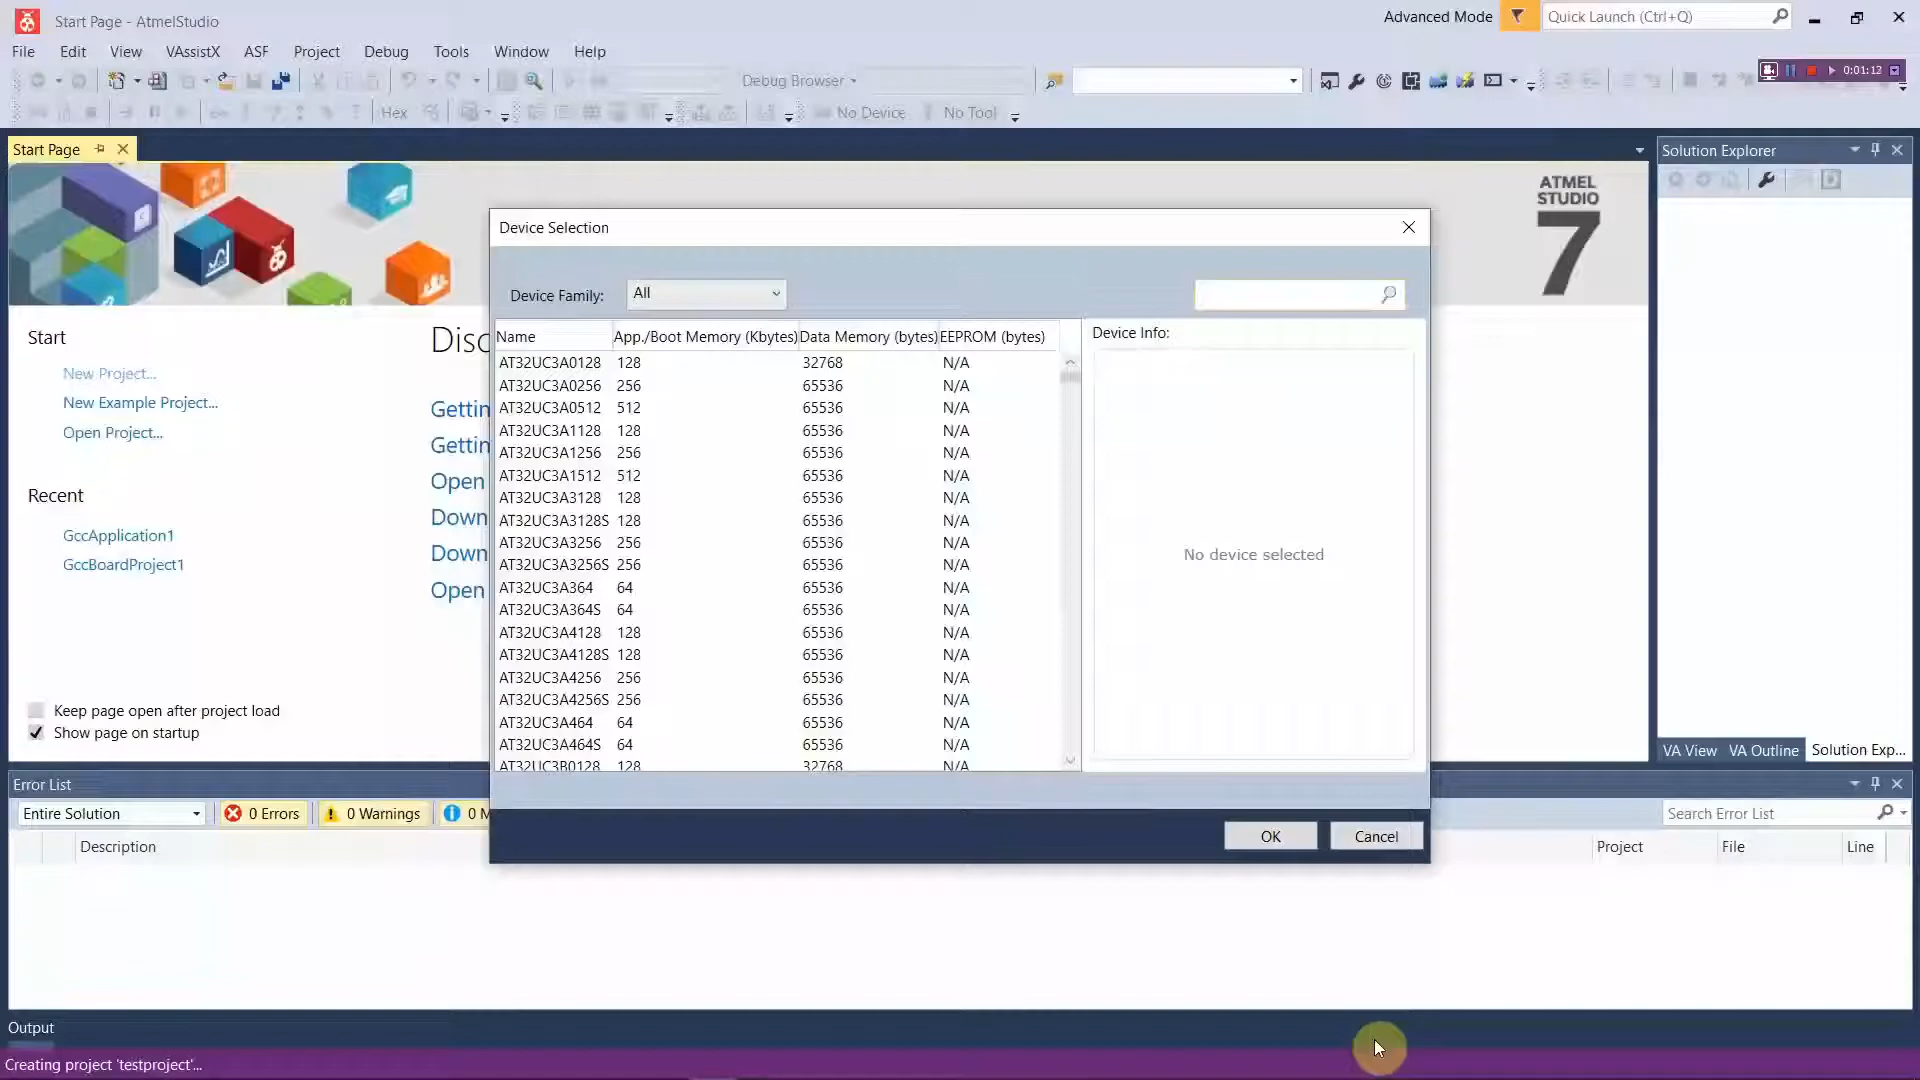 Start Page - AtmelStudio
Advanced Mode
Quick Launch (Ctrl+Q)
File Edit View VAssistX ASF Project Debug Tools Window Help
Debug Browser
0:01:12
Hex
No Device
No Tool
Start Page
Solution Explorer
ATMEL
STUDIO
7
Device Selection
Device Family: All
Name App./Boot Memory (Kbytes) Data Memory (bytes) EEPROM (bytes)
AT32UC3A0128 128 32768 N/A
AT32UC3A0256 256 65536 N/A
AT32UC3A0512 512 65536 N/A
AT32UC3A1128 128 65536 N/A
AT32UC3A1256 256 65536 N/A
AT32UC3A1512 512 65536 N/A
AT32UC3A3128 128 65536 N/A
AT32UC3A3128S 128 65536 N/A
AT32UC3A3256 256 65536 N/A
AT32UC3A3256S 256 65536 N/A
AT32UC3A364 64 65536 N/A
AT32UC3A364S 64 65536 N/A
AT32UC3A4128 128 65536 N/A
AT32UC3A4128S 128 65536 N/A
AT32UC3A4256 256 65536 N/A
AT32UC3A4256S 256 65536 N/A
AT32UC3A464 64 65536 N/A
AT32UC3A464S 64 65536 N/A
AT32UC3B0128 128 32768 N/A
Device Info:
No device selected
OK
Cancel
Start
New Project...
New Example Project...
Open Project...
Recent
GccApplication1
GccBoardProject1
Disc
Gettin
Gettin
Open
Down
Down
Open
Keep page open after project load
Show page on startup
VA View VA Outline Solution Exp...
Error List
Entire Solution
0 Errors
0 Warnings
0 M
Search Error List
Description
Project
File
Line
Output
Creating project 'testproject'...